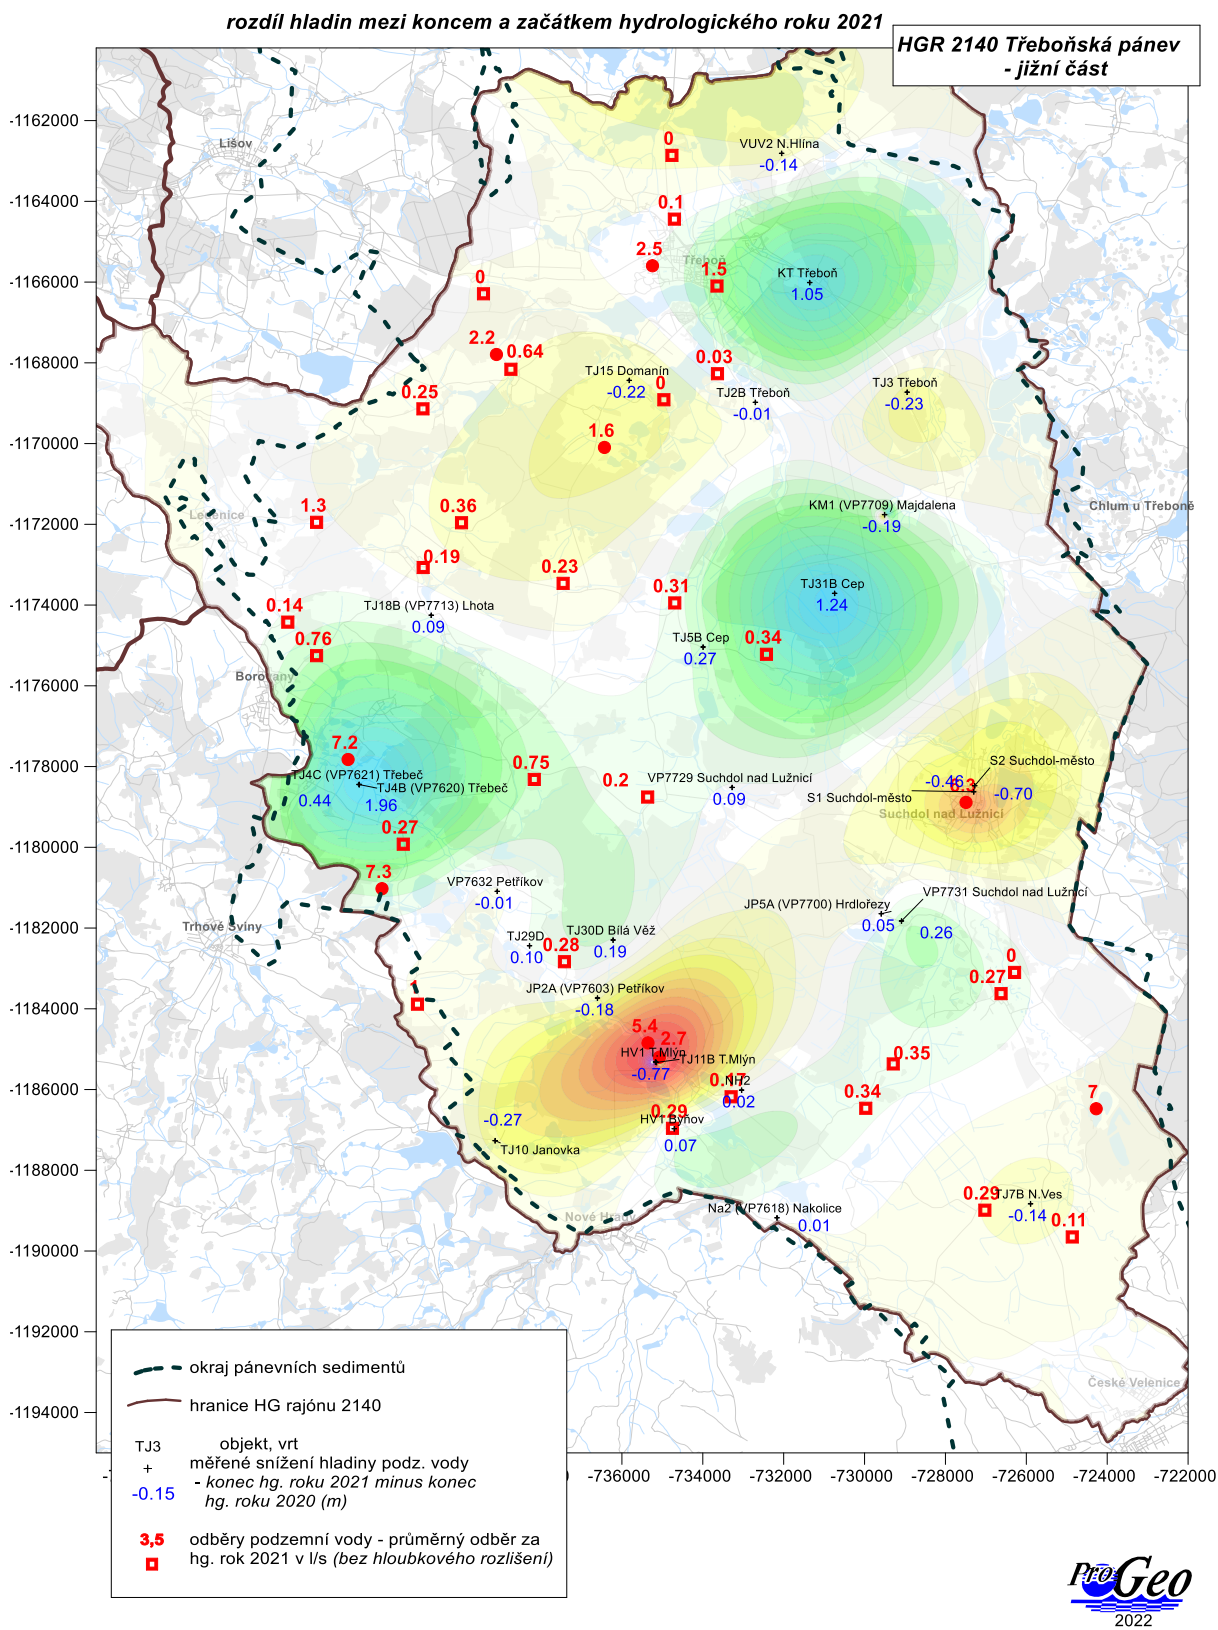 rozdíl hladin mezi koncem a začátkem hydrologického roku 2021
HGR 2140 Třeboňská pánev
- jižní část
-1162000
-1164000
-1166000
-1168000
-1170000
-1172000
-1174000
-1176000
-1178000
-1180000
-1182000
-1184000
-1186000
-1188000
-1190000
-1192000
-1194000
Lišov
0
VUV2 N.Hlína
-0.14
0.1
2.5
Třeboň
1.5
KT Třeboň
1.05
0
2.2
0.64
0.03
TJ15 Domanín
-0.22
0
TJ2B Třeboň
-0.01
TJ3 Třeboň
-0.23
0.25
1.6
1.3
Ledenice
0.36
KM1 (VP7709) Majdalena
-0.19
Chlum u Třeboně
0.19
0.23
TJ31B Cep
1.24
0.31
0.14
TJ18B (VP7713) Lhota
0.09
0.76
TJ5B Cep
0.27
0.34
Borovany
7.2
TJ4C (VP7621) Třebeč
TJ4B (VP7620) Třebeč
0.44
1.96
0.75
0.2
VP7729 Suchdol nad Lužnicí
0.09
S2 Suchdol-město
-0.46
6.3
-0.70
S1 Suchdol-město
Suchdol nad Lužnicí
0.27
7.3
VP7632 Petříkov
-0.01
VP7731 Suchdol nad Lužnicí
JP5A (VP7700) Hrdlořezy
0.05
0.26
Trhové Sviny
TJ29D
0.10
0.28
TJ30D Bílá Věž
0.19
0
0.27
JP2A (VP7603) Petříkov
-0.18
5.4
2.7
HV1 T.Mlýn
TJ11B T.Mlýn
-0.77
0.35
0.17
NH2
0.02
0.34
7
0.29
HV1 Byňov
0.07
-0.27
TJ10 Janovka
0.29
TJ7B N.Ves
-0.14
0.11
Na2 (VP7618) Nakolice
0.01
Nové Hrady
České Velenice
-736000
-734000
-732000
-730000
-728000
-726000
-724000
-722000
okraj pánevních sedimentů
hranice HG rajónu 2140
TJ3
objekt, vrt
měřené snížení hladiny podz. vody
-0.15
- konec hg. roku 2021 minus konec
hg. roku 2020 (m)
3,5
odběry podzemní vody - průměrný odběr za
hg. rok 2021 v l/s (bez hloubkového rozlišení)
ProGeo
2022